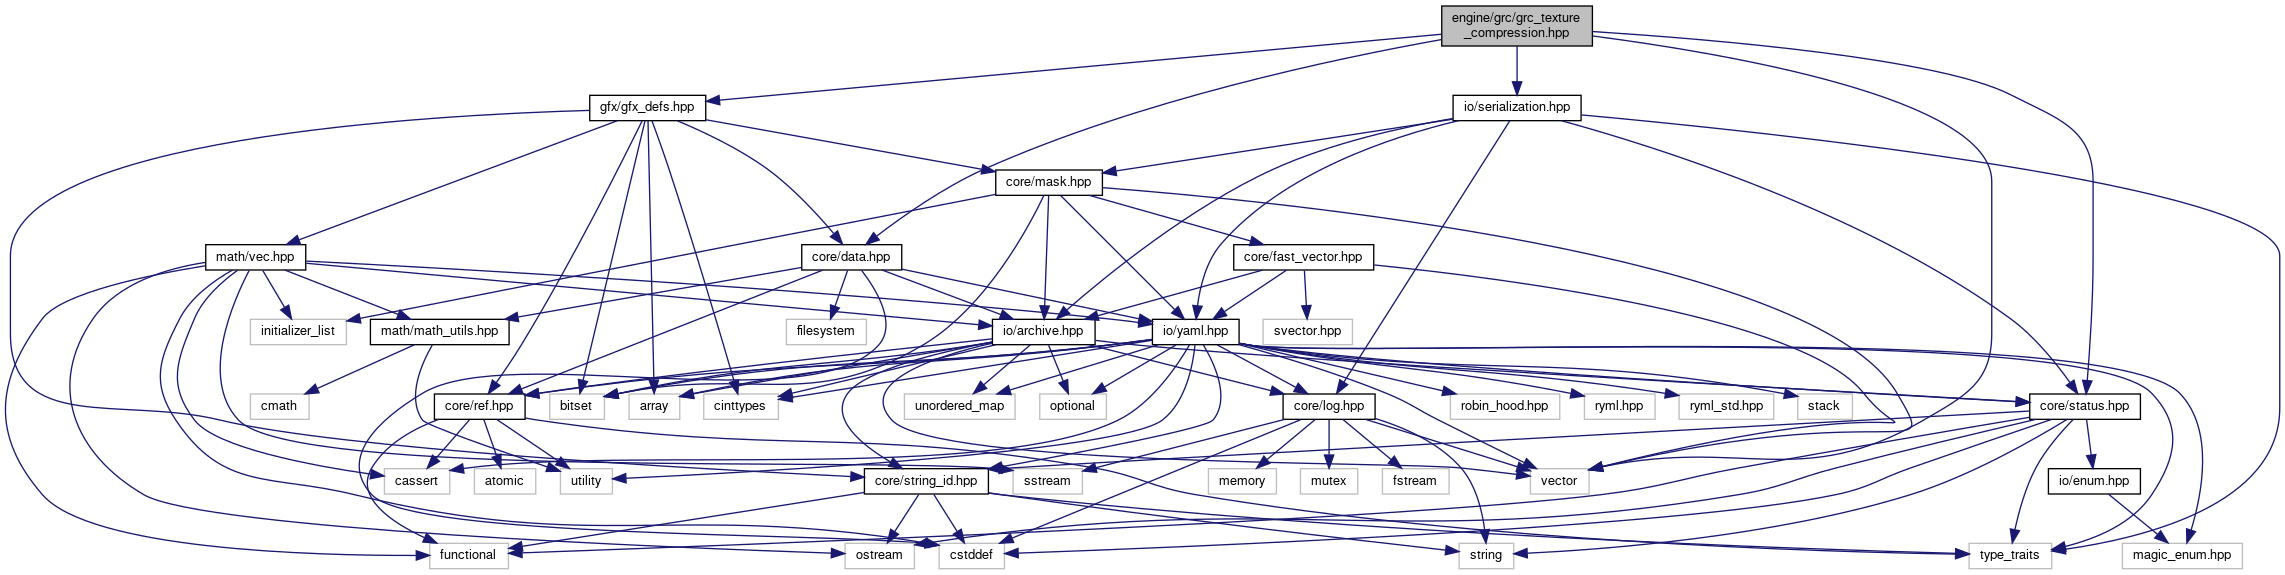 engine/grc/grc_texture
_compression.hpp
gfx/gfx_defs.hpp
io/serialization.hpp
core/mask.hpp
math/vec.hpp
core/data.hpp
core/fast_vector.hpp
initializer_list
math/math_utils.hpp
filesystem
io/archive.hpp
io/yaml.hpp
svector.hpp
cmath
core/ref.hpp
bitset
array
cinttypes
unordered_map
optional
core/log.hpp
robin_hood.hpp
ryml.hpp
ryml_std.hpp
stack
core/status.hpp
cassert
atomic
utility
core/string_id.hpp
sstream
memory
mutex
fstream
vector
io/enum.hpp
functional
ostream
cstddef
string
type_traits
magic_enum.hpp